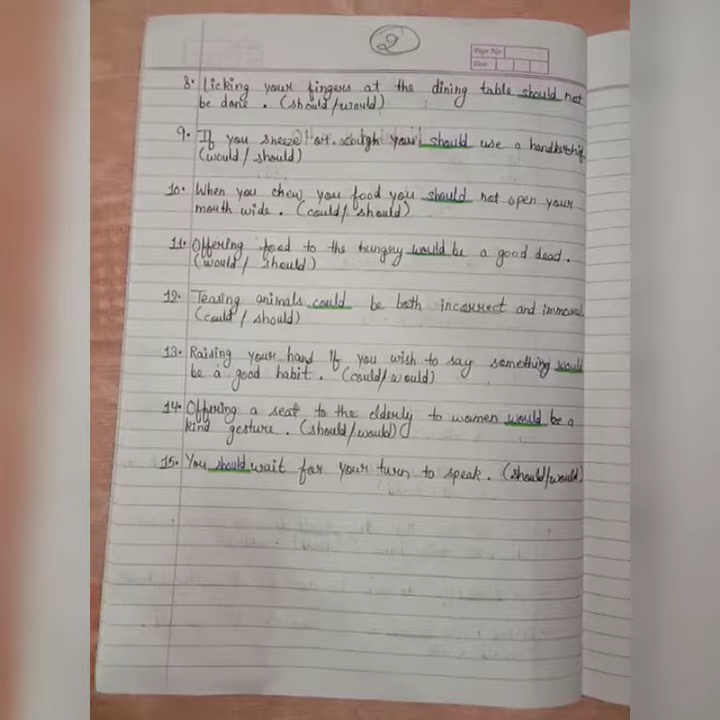 2
Page No.
Date
8. Licking your fingers at the dining table should not
be done. (should/would)
9. If you sneeze or cough your should use a
(would/should)
10. When you chew you food you should not open your
mouth wide. (could/should)
11. Offering food to the hungry would be a good dead.
(would/should)
12. Teasing animals could be both incorrect and immoral
(could/should)
13. Raising your hand If you wish to say something would
be a good habit. (could/would)
14. Offering a seat to the elderly to women would be a
kind gesture. (should/would)
15. You should wait for your turn to speak. (should/would)